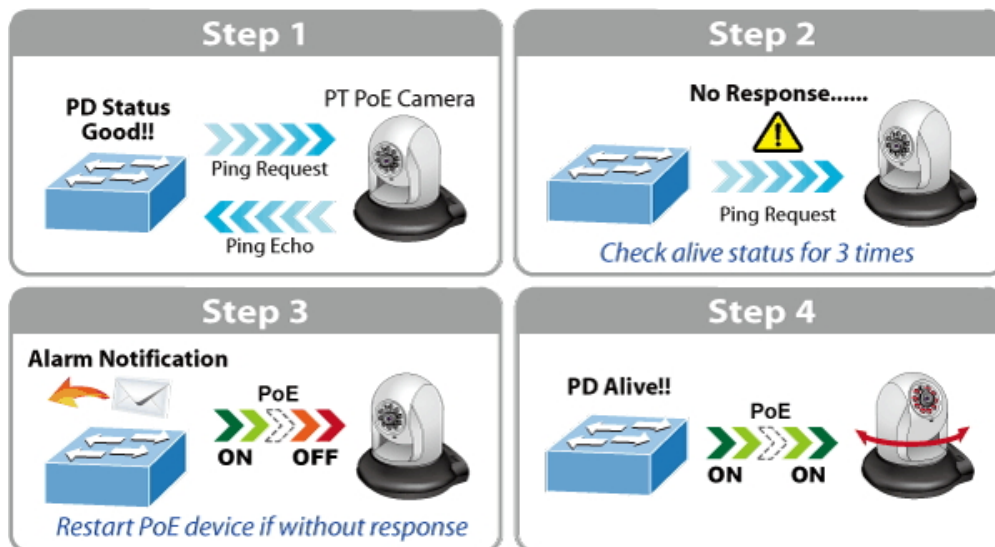 Step 1
PD Status
Good!!
PT PoE Camera
Ping Request
Ping Echo
Step 2
No Response......
!
Ping Request
Check alive status for 3 times
Step 3
Alarm Notification
PoE
ON OFF
Restart PoE device if without response
Step 4
PD Alive!!
PoE
ON ON